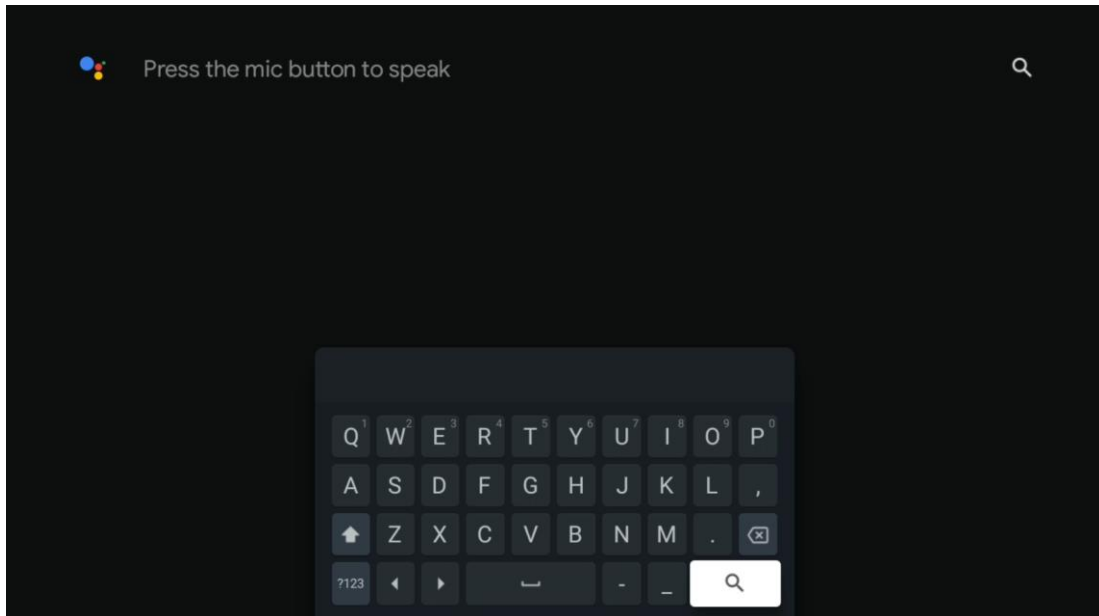 Press the mic button to speak
Q1 W2 E3 R4 T5 Y6 U7 I8 O9 P0
A S D F G H J K L ,
Z X C V B N M .
?123 - _